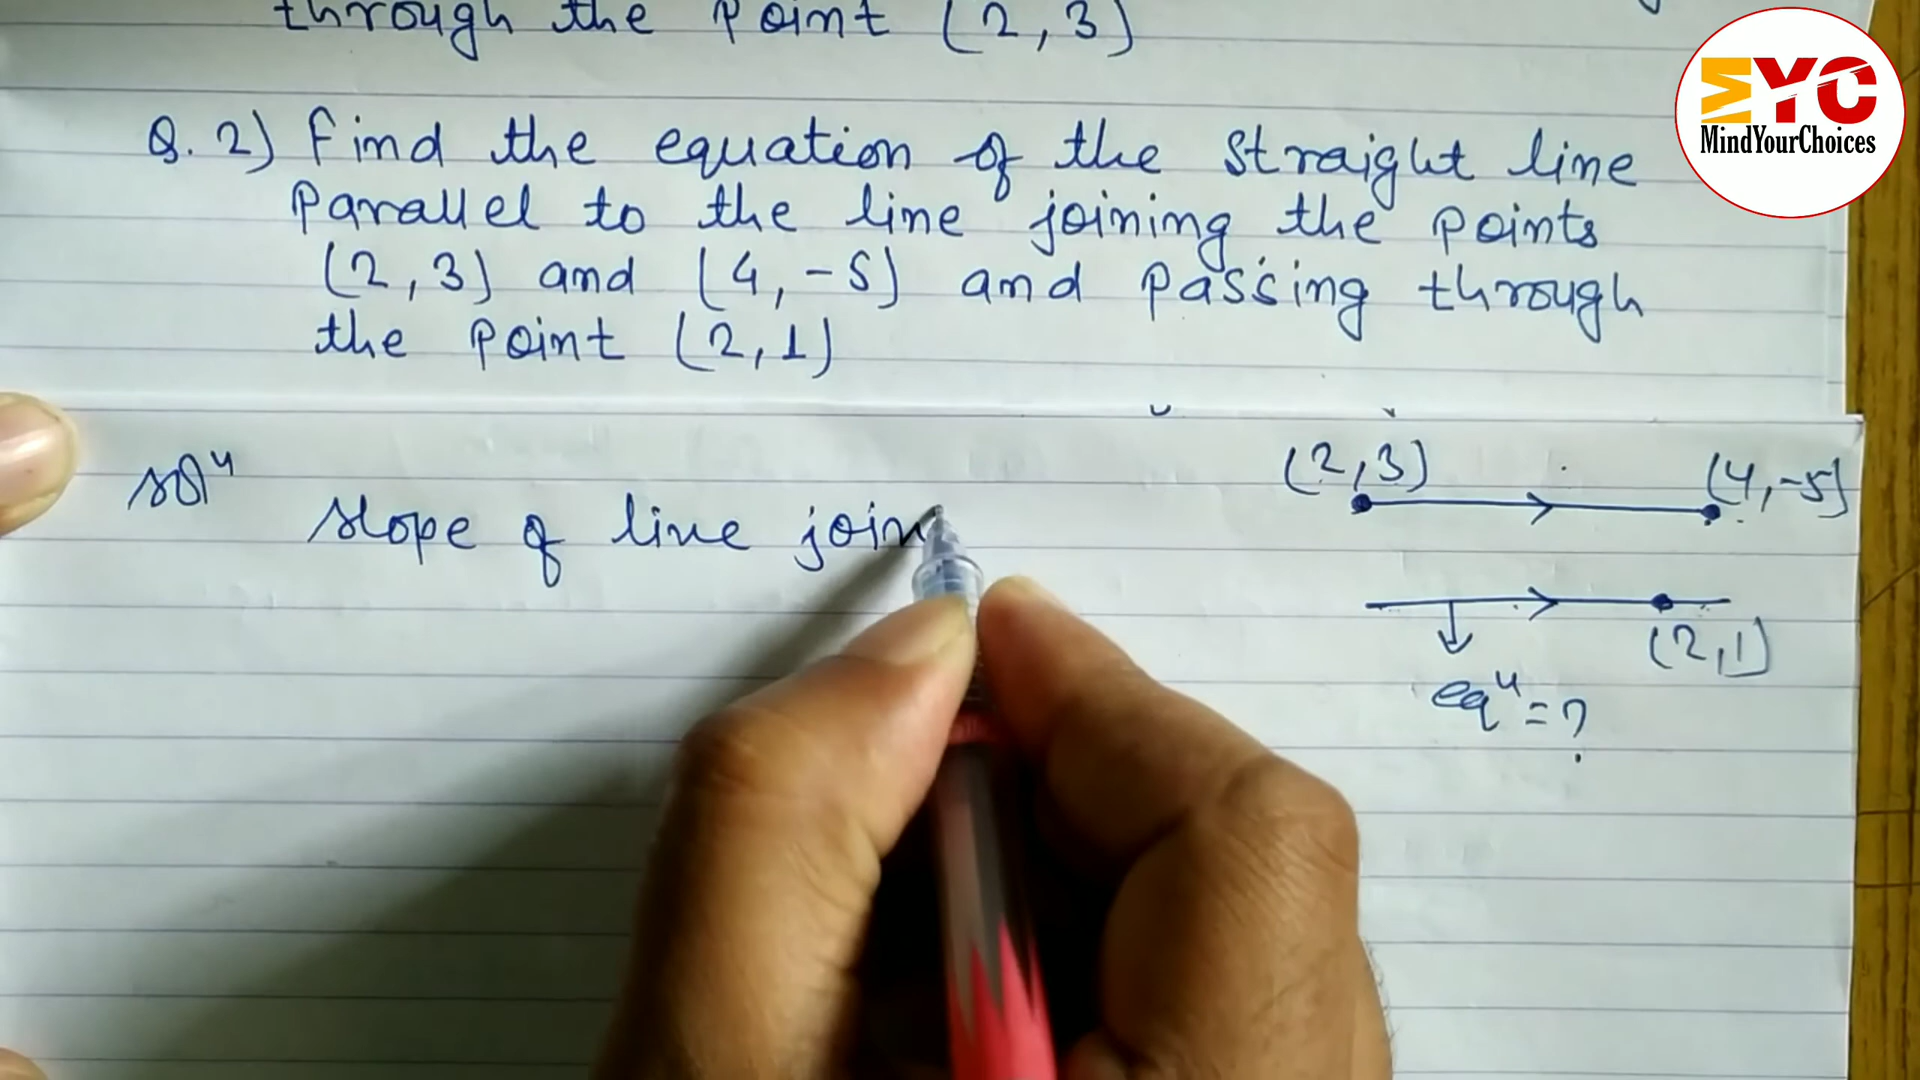 through the point (2,3)
MYC
MindYourChoices
Q. 2) Find the equation of the straight line
parallel to the line joining the points
(2,3) and (4,-5) and passing through
the point (2,1)
solⁿ
slope of line join
(2,3)
(4,-5)
(2,1)
eqⁿ = ?